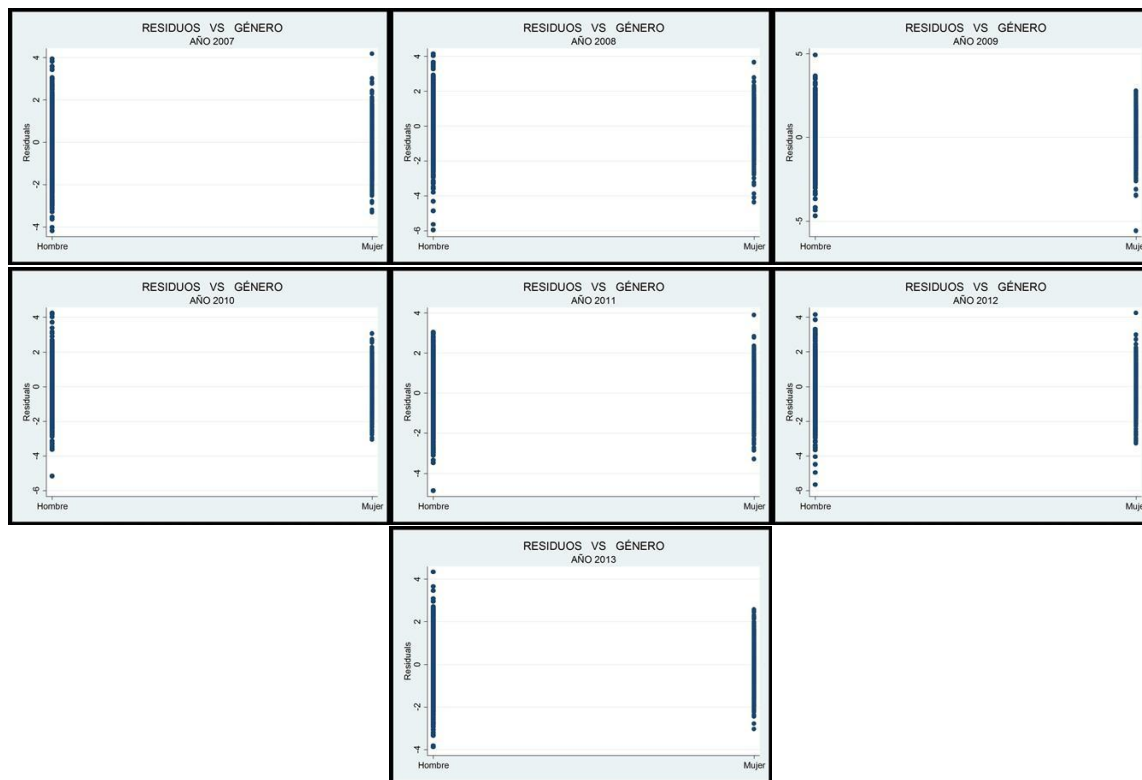 RESIDUOS VS GÉNERO
AÑO 2007
4
2
0
-2
-4
Residuals
Hombre
Mujer
RESIDUOS VS GÉNERO
AÑO 2008
4
2
0
-2
-4
-6
Residuals
Hombre
Mujer
RESIDUOS VS GÉNERO
AÑO 2009
5
0
-5
Residuals
Hombre
Mujer
RESIDUOS VS GÉNERO
AÑO 2010
4
2
0
-2
-4
-6
Residuals
Hombre
Mujer
RESIDUOS VS GÉNERO
AÑO 2011
4
2
0
-2
-4
Residuals
Hombre
Mujer
RESIDUOS VS GÉNERO
AÑO 2012
4
2
0
-2
-4
-6
Residuals
Hombre
Mujer
RESIDUOS VS GÉNERO
AÑO 2013
4
2
0
-2
-4
Residuals
Hombre
Mujer